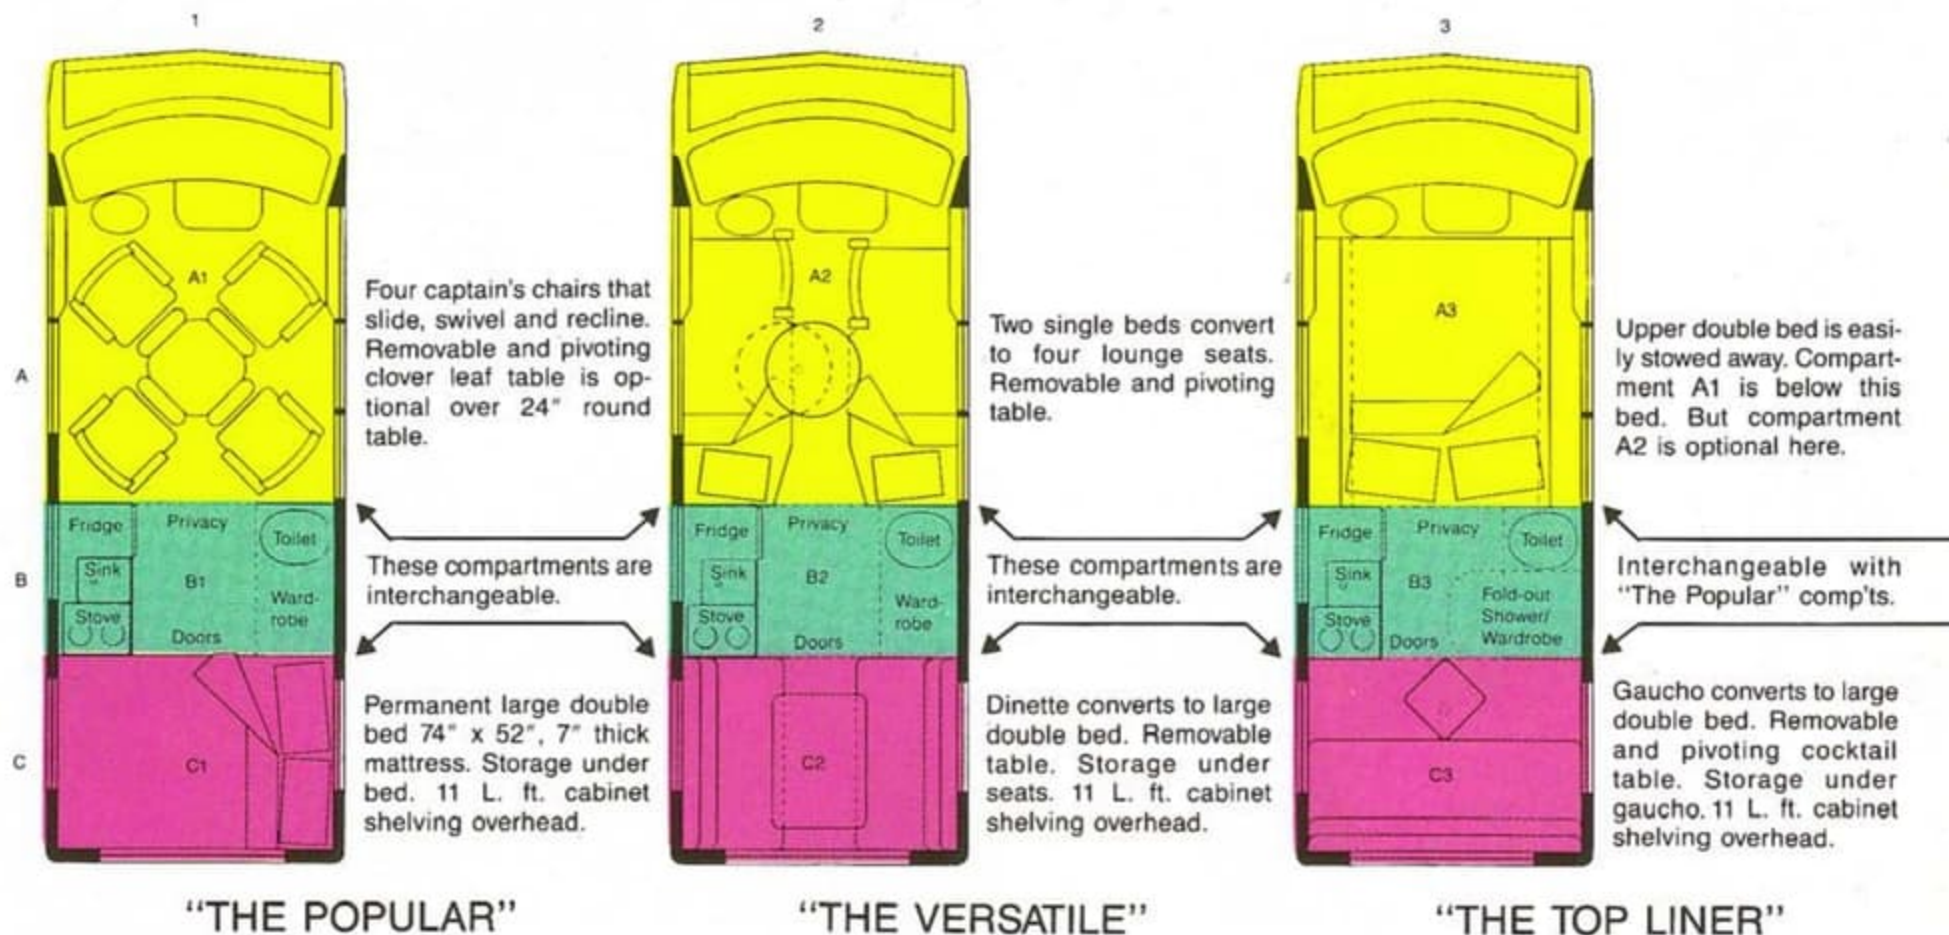 1
2
3
A
B
C
A1
Fridge
Privacy
Toilet
Sink
B1
Stove
Ward-
robe
Doors
C1
Four captain's chairs that
slide, swivel and recline.
Removable and pivoting
clover leaf table is op-
tional over 24" round
table.
These compartments are
interchangeable.
Permanent large double
bed 74" x 52", 7" thick
mattress. Storage under
bed. 11 L. ft. cabinet
shelving overhead.
"THE POPULAR"
A2
Fridge
Privacy
Toilet
Sink
B2
Stove
Ward-
robe
Doors
C2
Two single beds convert
to four lounge seats.
Removable and pivoting
table.
These compartments are
interchangeable.
Dinette converts to large
double bed. Removable
table. Storage under
seats. 11 L. ft. cabinet
shelving overhead.
"THE VERSATILE"
A3
Fridge
Privacy
Toilet
Sink
B3
Stove
Fold-out
Shower/
Wardrobe
Doors
C3
Upper double bed is easi-
ly stowed away. Compart-
ment A1 is below this
bed. But compartment
A2 is optional here.
Interchangeable with
"The Popular" comp'ts.
Gaucho converts to large
double bed. Removable
and pivoting cocktail
table. Storage under
gaucho. 11 L. ft. cabinet
shelving overhead.
"THE TOP LINER"